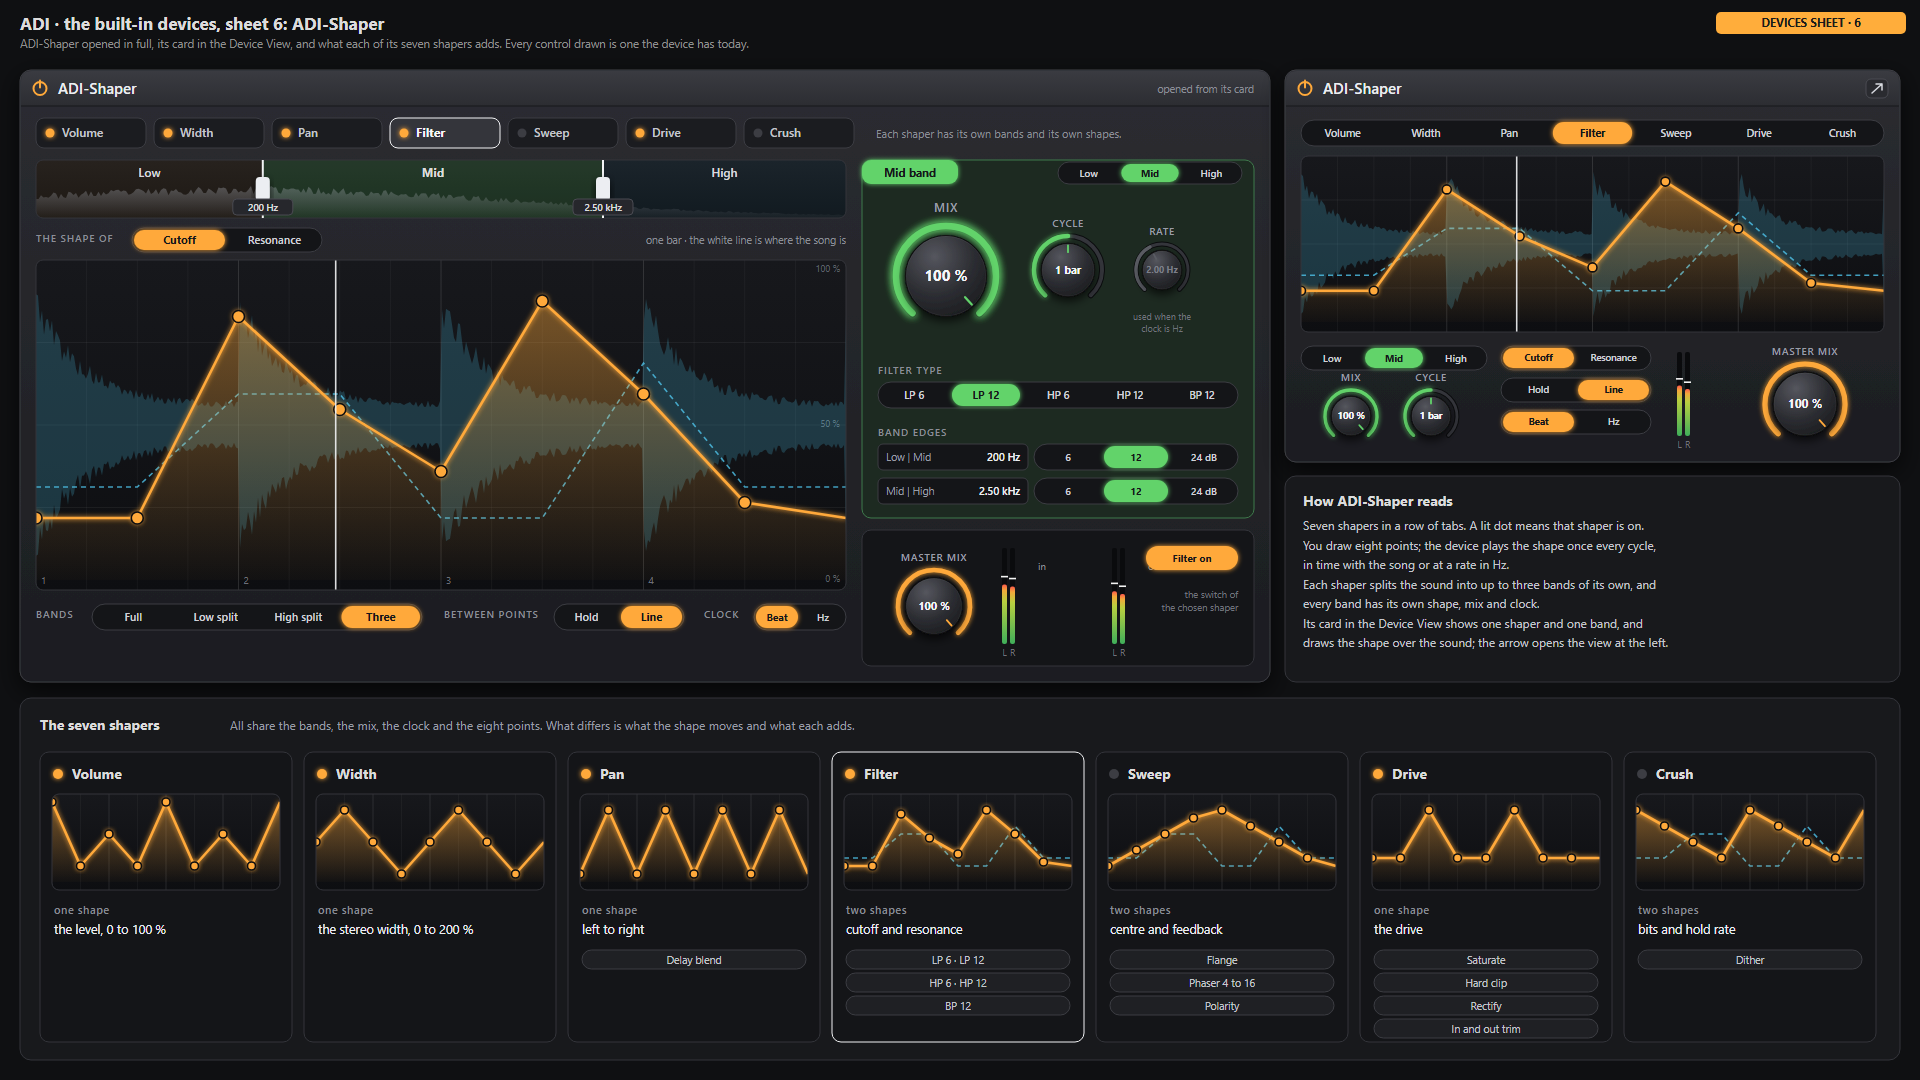 ADI · the built-in devices, sheet 6: ADI-Shaper
ADI-Shaper opened in full, its card in the Device View, and what each of its seven shapers adds. Every control drawn is one the device has today.
DEVICES SHEET · 6
ADI-Shaper
opened from its card
Volume
Width
Pan
Filter
Sweep
Drive
Crush
Each shaper has its own bands and its own shapes.
Low
Mid
High
200 Hz
2.50 kHz
THE SHAPE OF
Cutoff
Resonance
one bar · the white line is where the song is
100 %
50 %
0 %
1
2
3
4
BANDS
Full
Low split
High split
Three
BETWEEN POINTS
Hold
Line
CLOCK
Beat
Hz
Mid band
Low
Mid
High
MIX
100 %
CYCLE
1 bar
RATE
2.00 Hz
used when the
clock is Hz
FILTER TYPE
LP 6
LP 12
HP 6
HP 12
BP 12
BAND EDGES
Low | Mid
200 Hz
6
12
24 dB
Mid | High
2.50 kHz
6
12
24 dB
MASTER MIX
100 %
L R
in
L R
Filter on
the switch of
the chosen shaper
ADI-Shaper
Volume
Width
Pan
Filter
Sweep
Drive
Crush
Low
Mid
High
MIX
100 %
CYCLE
1 bar
Cutoff
Resonance
Hold
Line
Beat
Hz
L R
MASTER MIX
100 %
How ADI-Shaper reads
Seven shapers in a row of tabs. A lit dot means that shaper is on.
You draw eight points; the device plays the shape once every cycle,
in time with the song or at a rate in Hz.
Each shaper splits the sound into up to three bands of its own, and
every band has its own shape, mix and clock.
Its card in the Device View shows one shaper and one band, and
draws the shape over the sound; the arrow opens the view at the left.
The seven shapers
All share the bands, the mix, the clock and the eight points. What differs is what the shape moves and what each adds.
Volume
one shape
the level, 0 to 100 %
Width
one shape
the stereo width, 0 to 200 %
Pan
one shape
left to right
Delay blend
Filter
two shapes
cutoff and resonance
LP 6 · LP 12
HP 6 · HP 12
BP 12
Sweep
two shapes
centre and feedback
Flange
Phaser 4 to 16
Polarity
Drive
one shape
the drive
Saturate
Hard clip
Rectify
In and out trim
Crush
two shapes
bits and hold rate
Dither